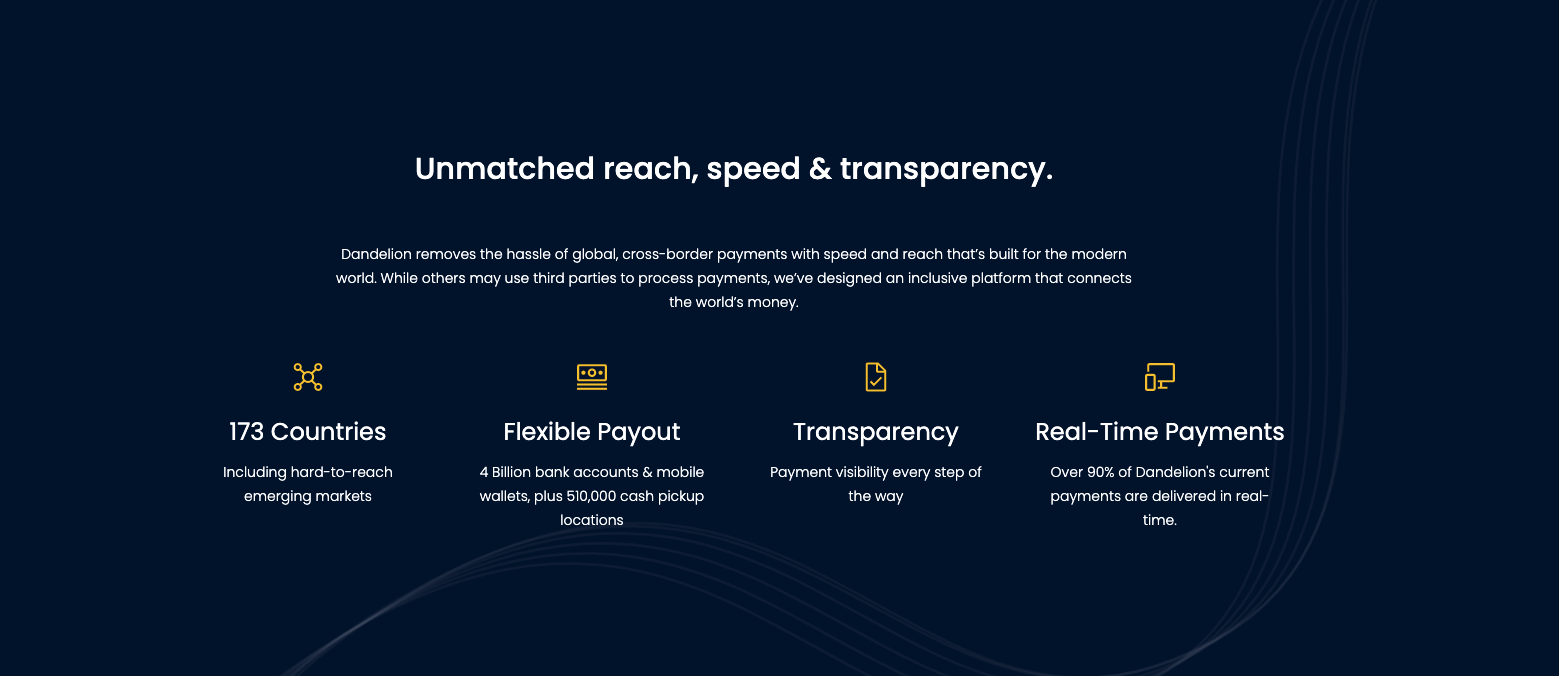 Unmatched reach, speed & transparency.
Dandelion removes the hassle of global, cross-border payments with speed and reach that’s built for the modern
world. While others may use third parties to process payments, we’ve designed an inclusive platform that connects
the world’s money.
173 Countries
Including hard-to-reach
emerging markets
Flexible Payout
4 Billion bank accounts & mobile
wallets, plus 510,000 cash pickup
locations
Transparency
Payment visibility every step of
the way
Real-Time Payments
Over 90% of Dandelion's current
payments are delivered in real-
time.